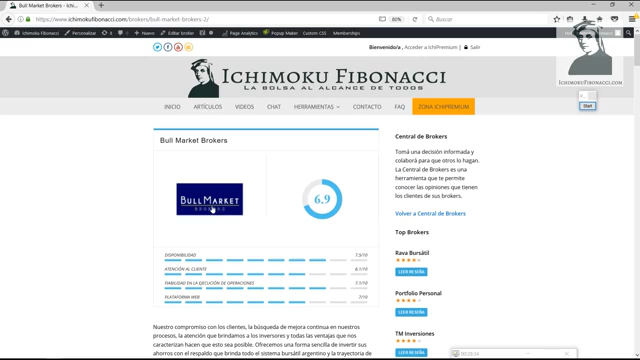 Bull Market Brokers
https://www.ichimokufibonacci.com/brokers/bull-market-brokers-2/
80%
Buscar
Ichimoku Fibonacci
Personalizar
8
0
Nuevo
Editar broker
Page Analytics
Popup Maker
Custom CSS
MembersMights
Bienvenido/a , Acceder a IchiPremium
Salir
ICHIMOKU FIBONACCI
LA BOLSA AL ALCANCE DE TODOS
ICHIMOKUFIBONACCI.COM
Start
INICIO
ARTÍCULOS
VIDEOS
CHAT
HERRAMIENTAS
CONTACTO
FAQ
ZONA ICHIPREMIUM
Bull Market Brokers
BULLMARKET
BROKERS
6.9
DISPONIBILIDAD
7.5/10
ATENCIÓN AL CLIENTE
6.1/10
FIABILIDAD EN LA EJECUCIÓN DE OPERACIONES
7.1/10
PLATAFORMA WEB
7/10
Nuestro compromiso con los clientes, la búsqueda de mejora continua en nuestros
procesos, la atención que brindamos a los inversores y todas las ventajas que nos
caracterizan hacen que esto sea posible. Ofrecemos una forma sencilla de invertir sus
ahorros con el respaldo que brinda todo el sistema bursátil argentino y la trayectoria de
Central de Brokers
Tomá una decisión informada y
colaborá para que otros lo hagan.
La Central de Brokers es una
herramienta que te permite
conocer las opiniones que tienen
los clientes de sus brokers.
Volver a Central de Brokers
Top Brokers
Rava Bursátil
LEER RESEÑA
Portfolio Personal
LEER RESEÑA
TM Inversiones
LEER RESEÑA